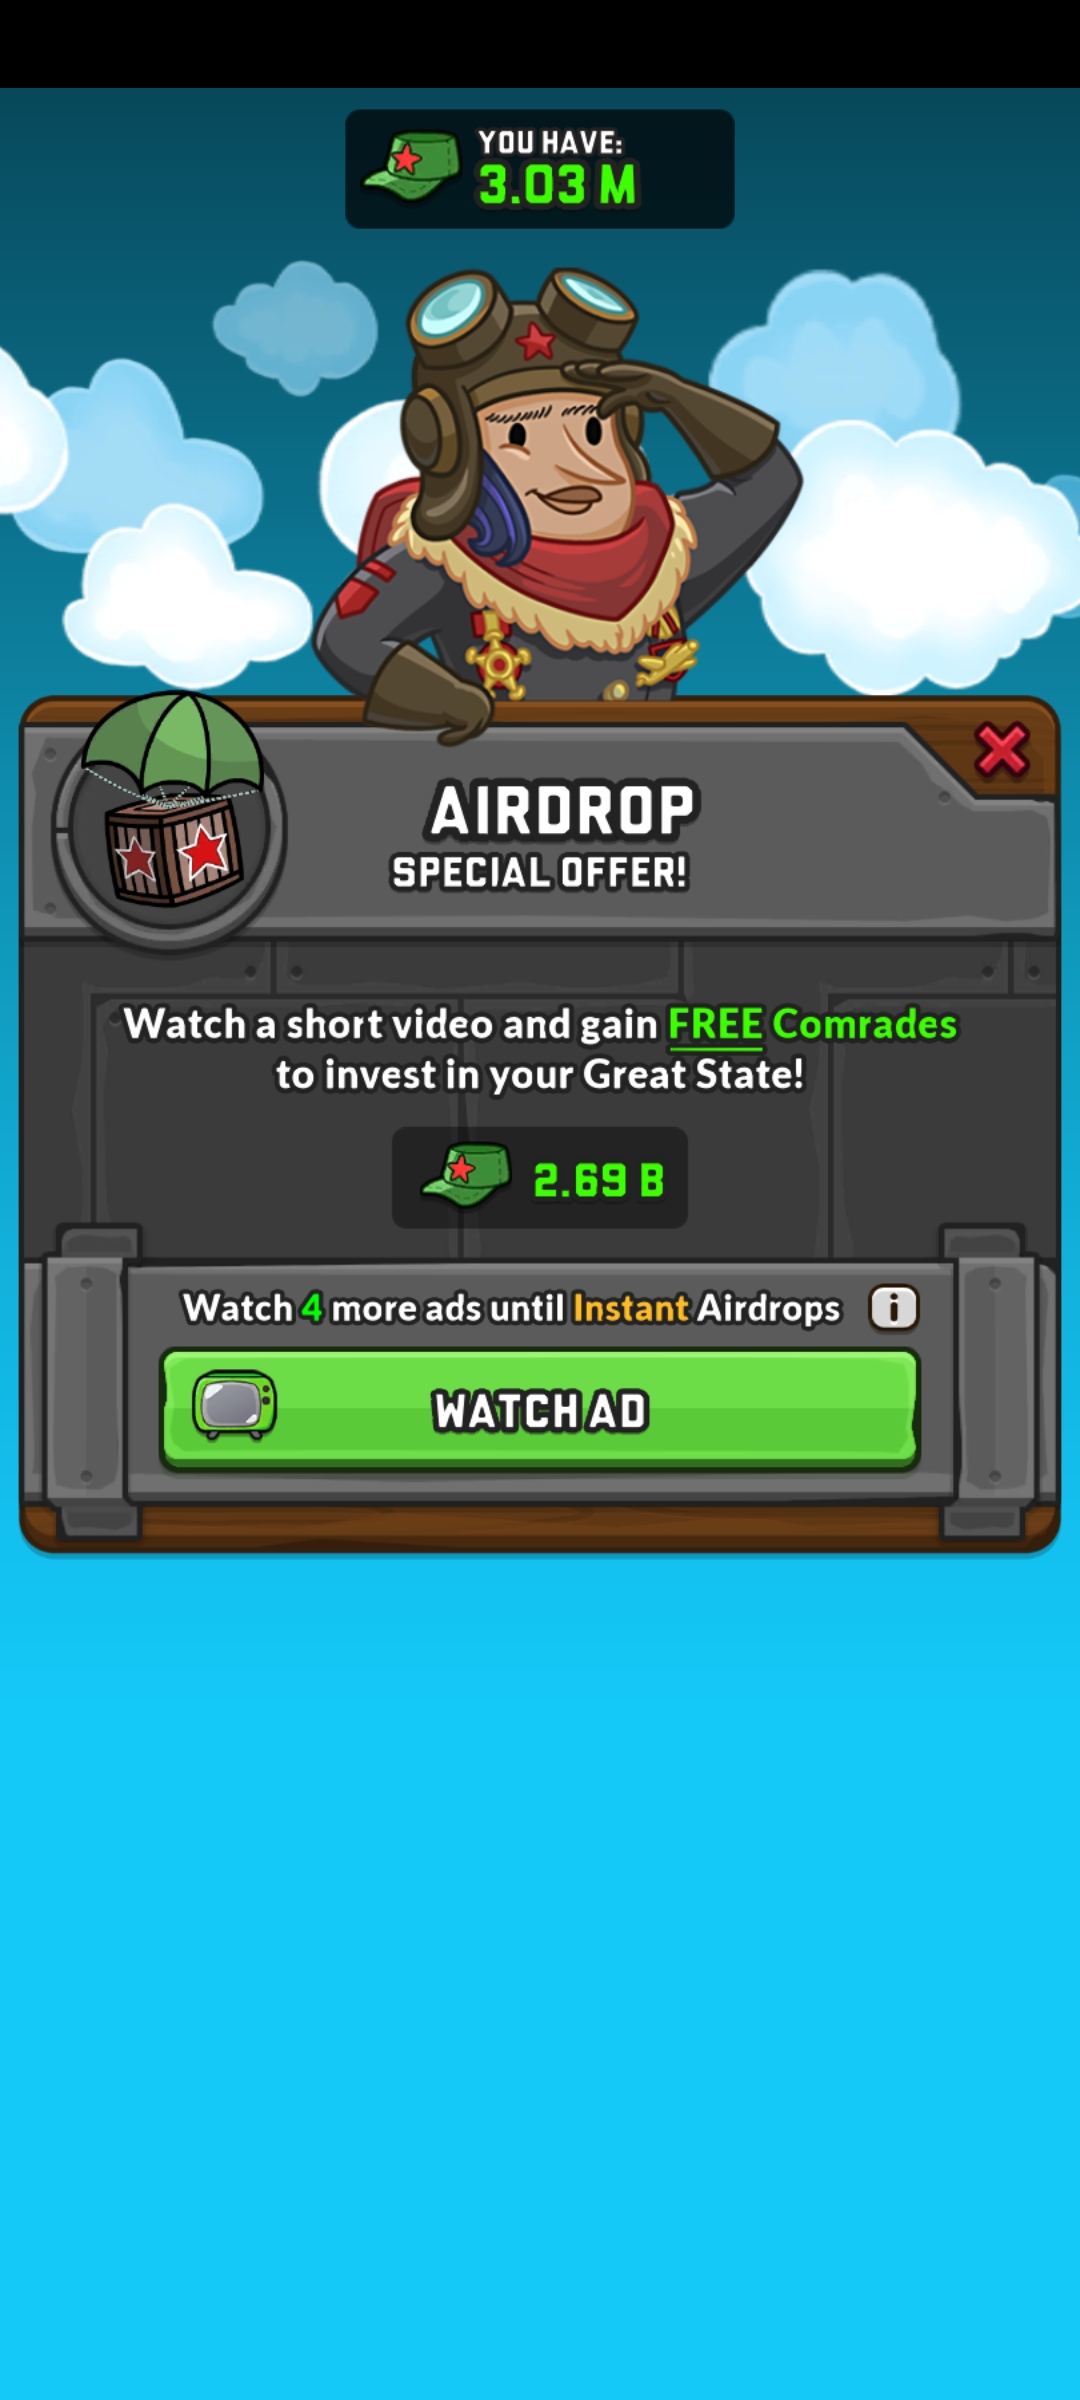 YOU HAVE:
3.03 M
AIRDROP
SPECIAL OFFER!
Watch a short video and gain FREE Comrades
to invest in your Great State!
2.69 B
Watch 4 more ads until Instant Airdrops
i
WATCH AD